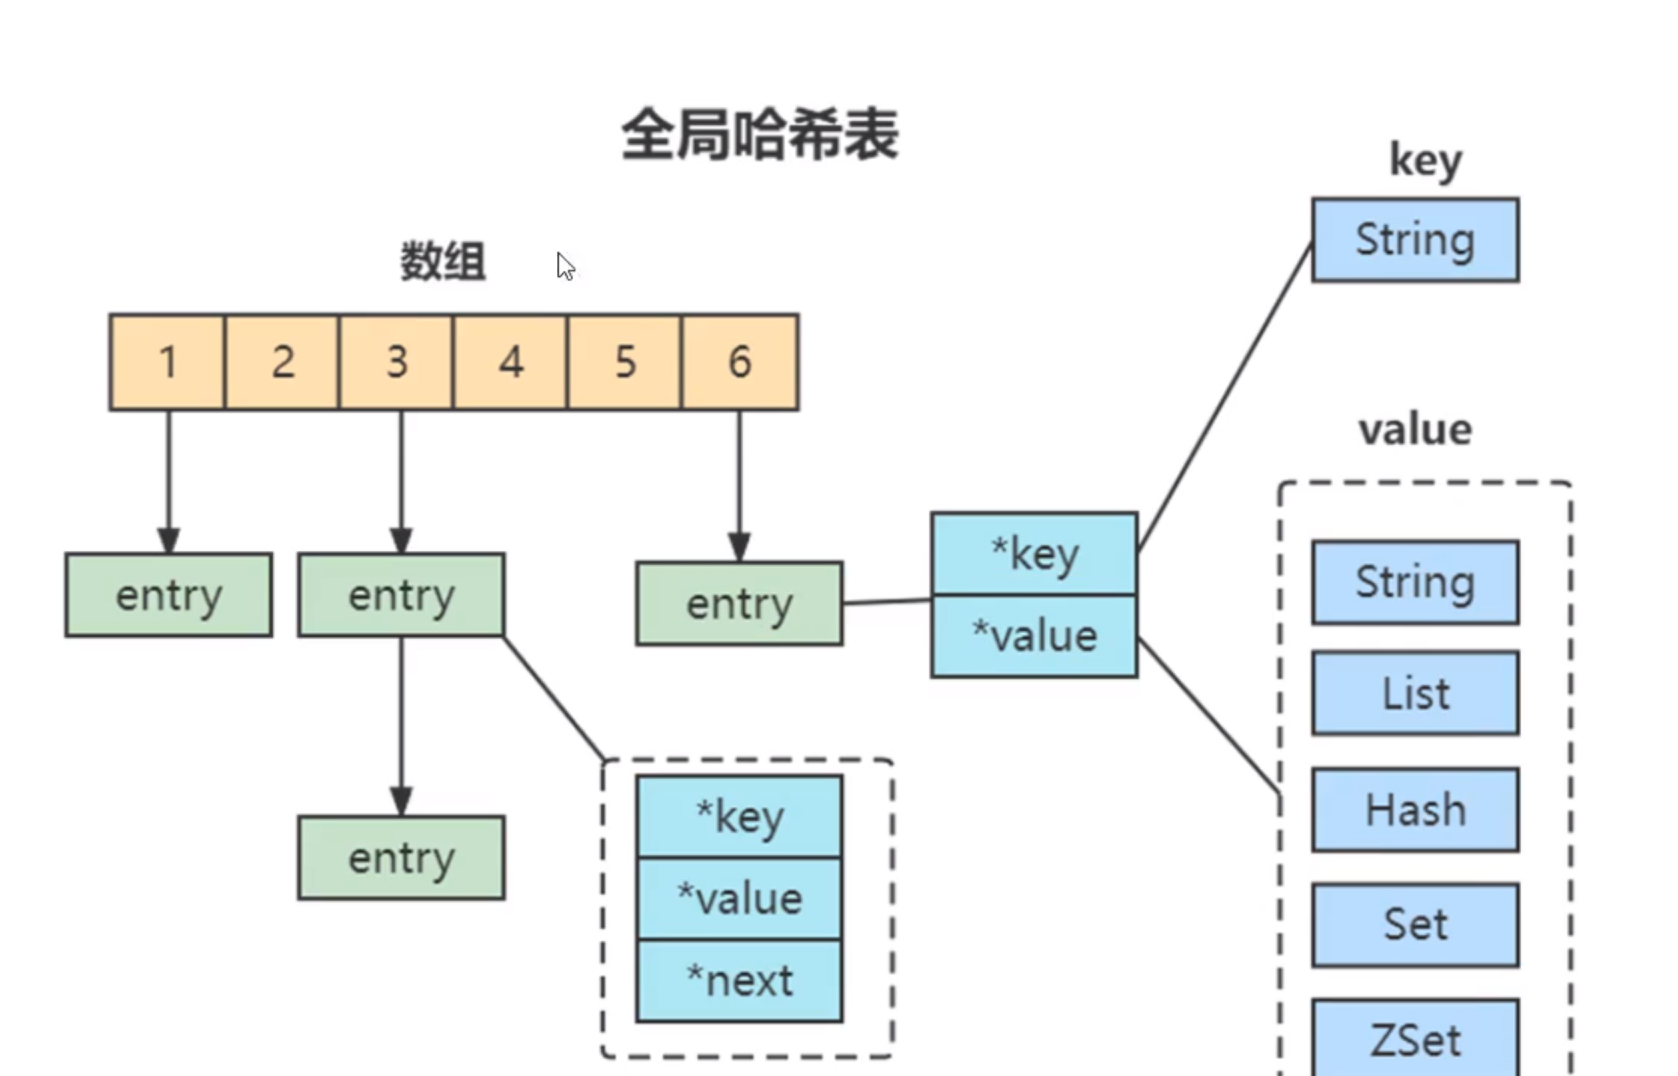 全局哈希表
key
String
数组
1 2 3 4 5 6
value
entry
entry
entry
*key
*value
String
List
Hash
Set
ZSet
entry
*key
*value
*next